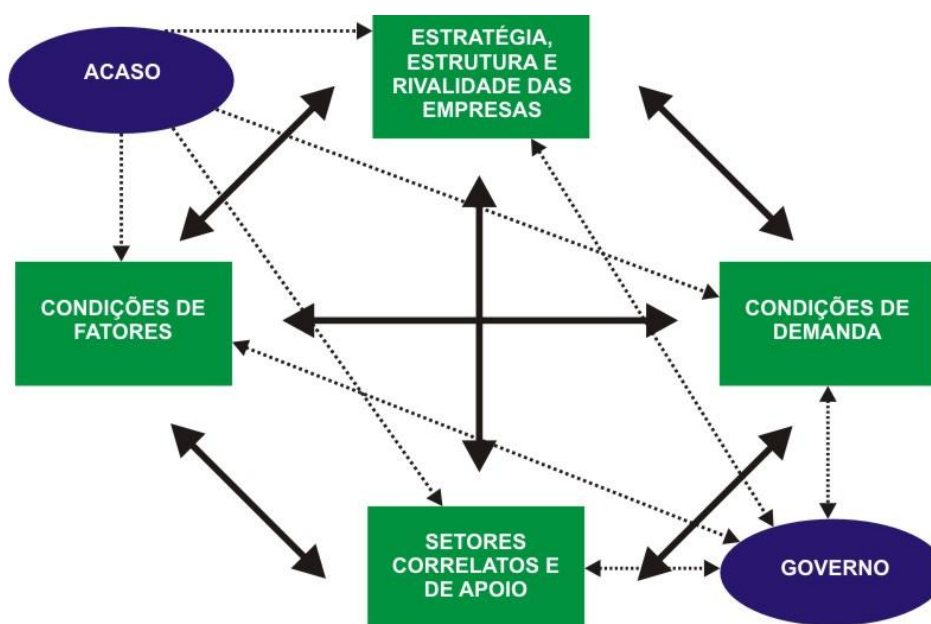 ESTRATÉGIA,
ESTRUTURA E
RIVALIDADE DAS
EMPRESAS
ACASO
CONDIÇÕES DE
FATORES
CONDIÇÕES DE
DEMANDA
SETORES
CORRELATOS E
DE APOIO
GOVERNO